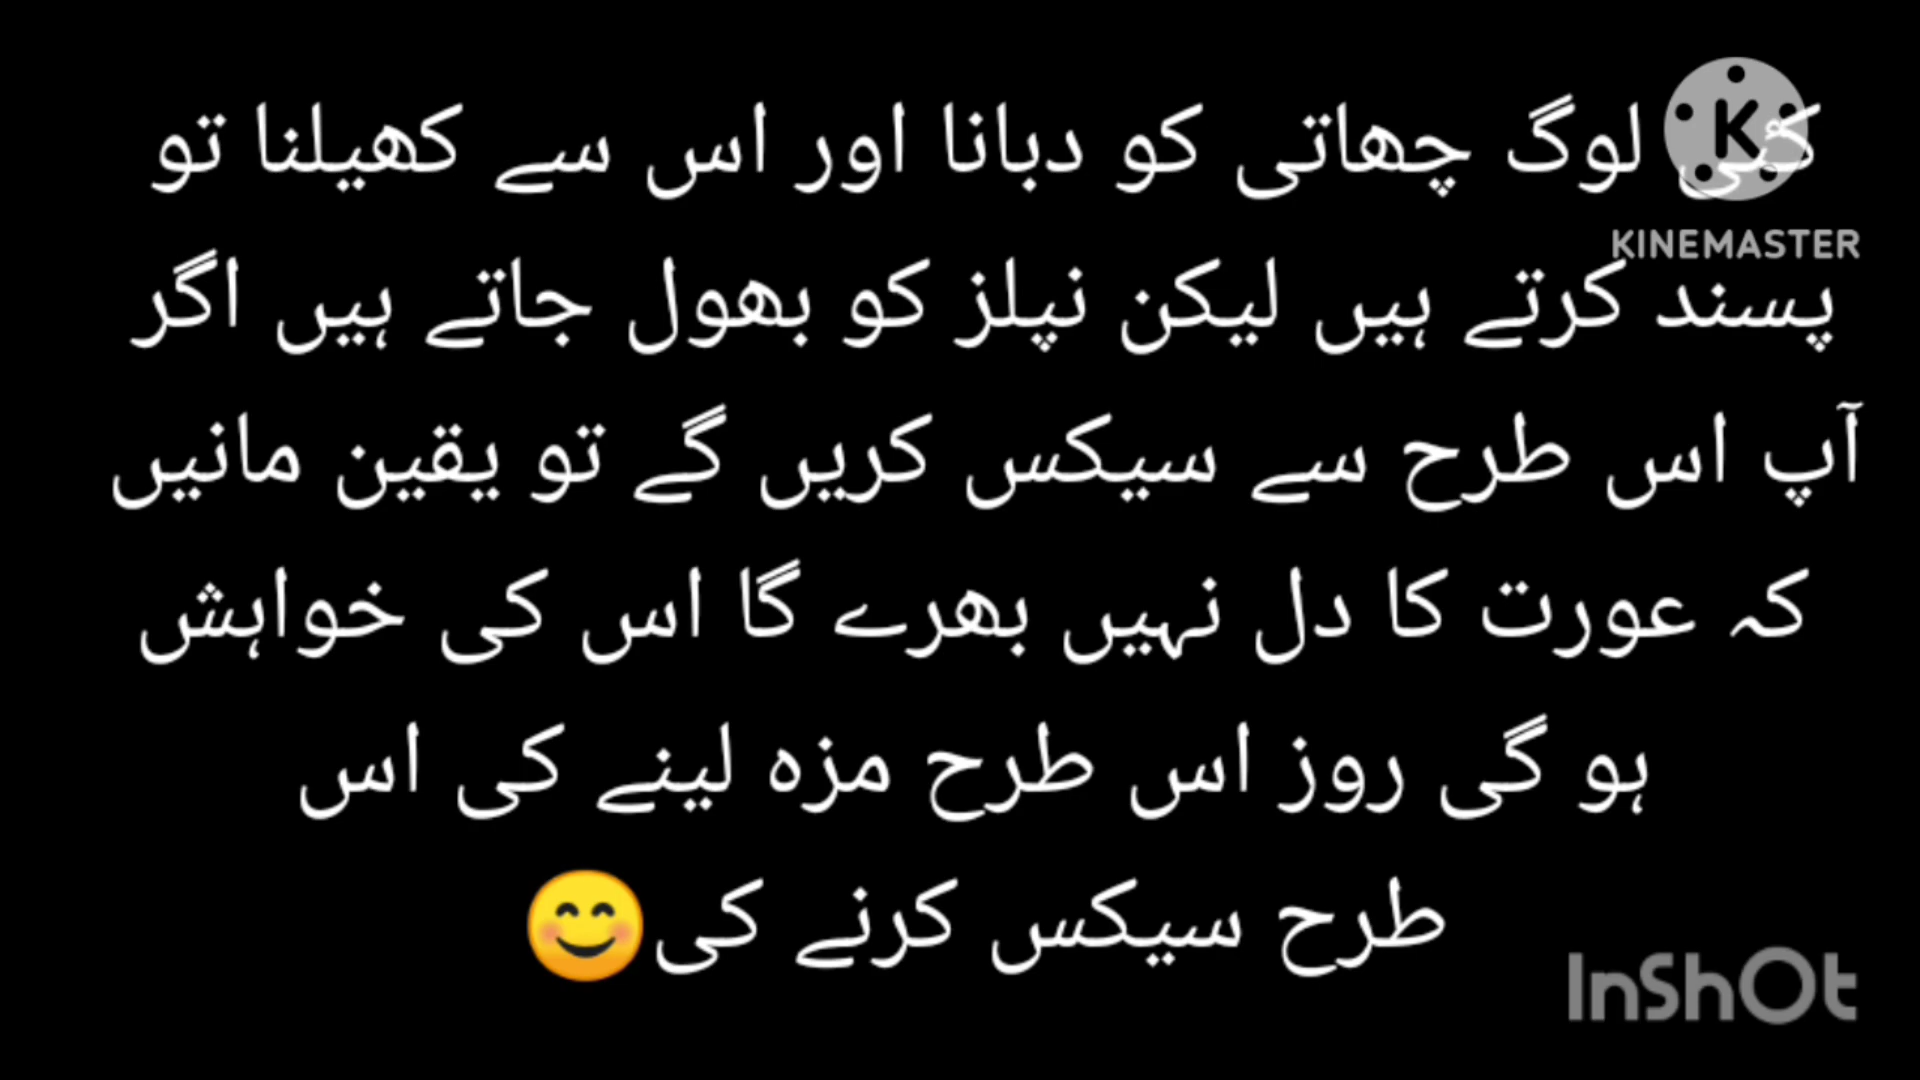 کئی لوگ چھاتی کو دبانا اور اس سے کھیلنا تو
پسند کرتے ہیں لیکن نپلز کو بھول جاتے ہیں اگر
آپ اس طرح سے سیکس کریں گے تو یقین مانیں
کہ عورت کا دل نہیں بھرے گا اس کی خواہش
ہو گی روز اس طرح مزہ لینے کی اس
طرح سیکس کرنے کی😊
K
KINEMASTER
InShOt